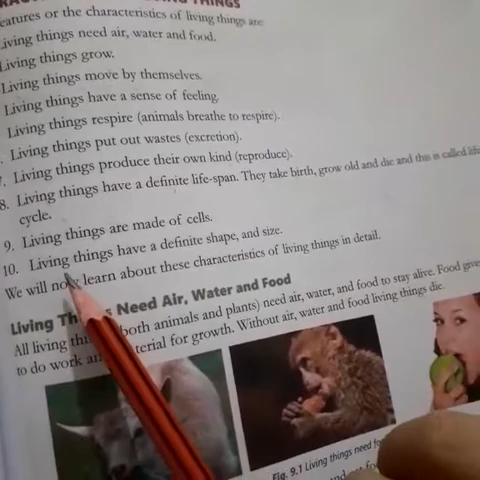 THINGS
eatures or the characteristics of living things are
Living things need air, water and food.
Living things grow.
Living things move by themselves.
Living things have a sense of feeling.
Living things respire (animals breathe to respire).
Living things put out wastes (excretion).
7. Living things produce their own kind (reproduce).
8. Living things have a definite life-span. They take birth, grow old and die and this is called life
cycle.
9. Living things are made of cells.
10. Living things have a definite shape, and size.
We will now learn about these characteristics of living things in detail.
Living Need Air, Water and Food
All living both animals and plants) need air, water, and food to stay alive. Food give
to do work for growth. Without air, water and food living things die.
Fig. 9.1 Living things need